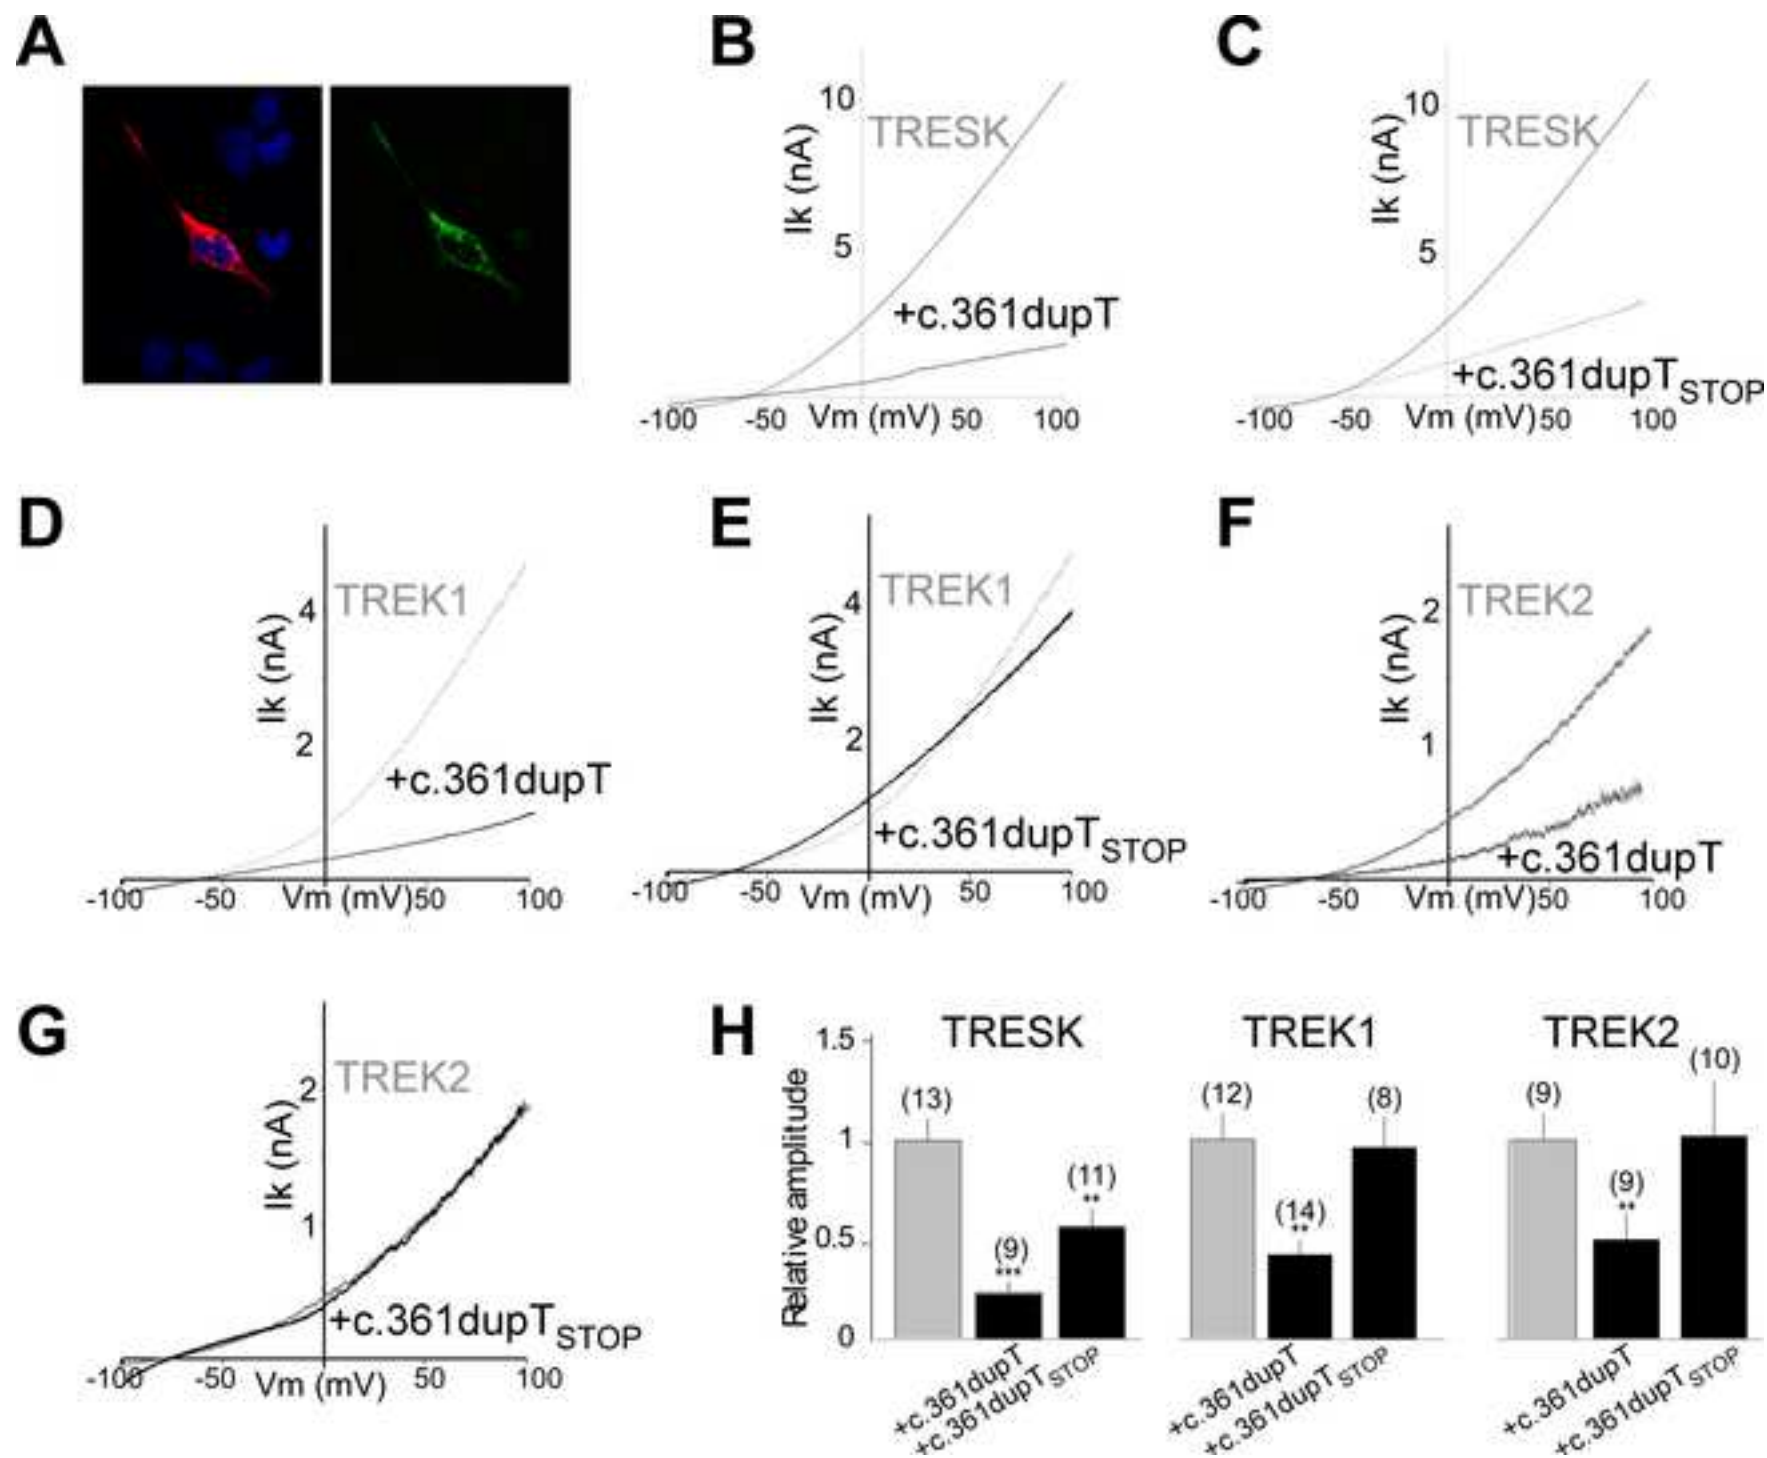 A
B
10
TRESK
Ik (nA)
5
+c.361dupT
-100
-50
Vm (mV)
50
100
C
10
TRESK
Ik (nA)
5
+c.361dupTSTOP
-100
-50
Vm (mV)
50
100
D
TREK1
4
Ik (nA)
2
+c.361dupT
-100
-50
Vm (mV)
50
100
E
TREK1
4
Ik (nA)
2
+c.361dupTSTOP
-100
-50
Vm (mV)
50
100
F
TREK2
2
Ik (nA)
1
+c.361dupT
-100
-50
Vm (mV)
50
100
G
TREK2
2
Ik (nA)
1
+c.361dupTSTOP
-100
-50
Vm (mV)
50
100
H
TRESK
TREK1
TREK2
1.5
1
0.5
0
Relative amplitude
(13)
(9)
***
(11)
**
(12)
(14)
**
(8)
(9)
(9)
**
(10)
+c.361dupT
+c.361dupTSTOP
+c.361dupT
+c.361dupTSTOP
+c.361dupT
+c.361dupTSTOP